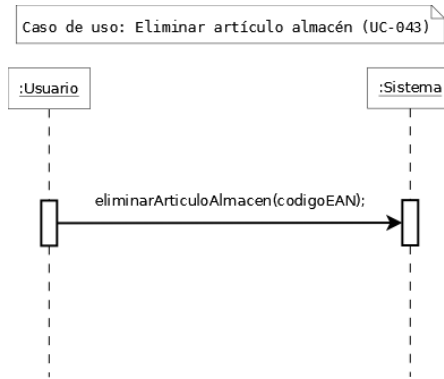 Caso de uso: Eliminar artículo almacén (UC-043)
:Usuario
:Sistema
eliminarArticuloAlmacen(codigoEAN);